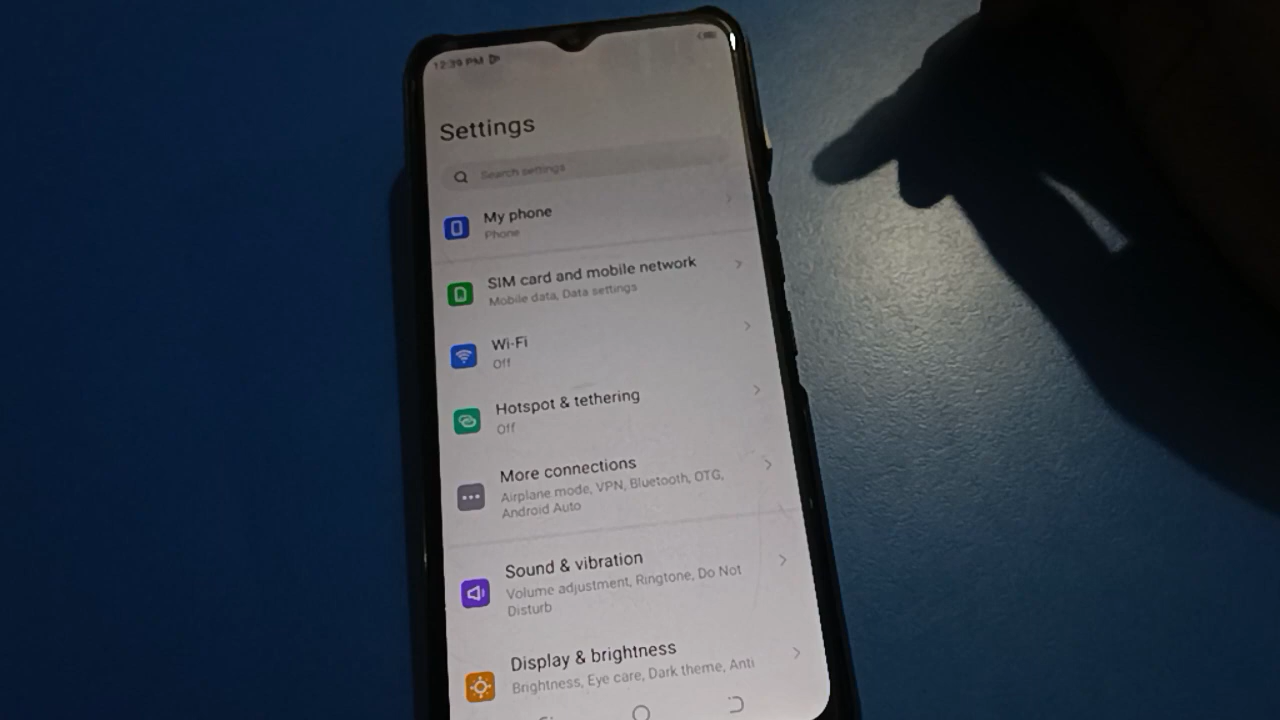 12:39 PM
Settings
Search settings
My phone
Phone
SIM card and mobile network
Mobile data, Data settings
Wi-Fi
Off
Hotspot & tethering
Off
More connections
Airplane mode, VPN, Bluetooth, OTG,
Android Auto
Sound & vibration
Volume adjustment, Ringtone, Do Not
Disturb
Display & brightness
Brightness, Eye care, Dark theme, Anti